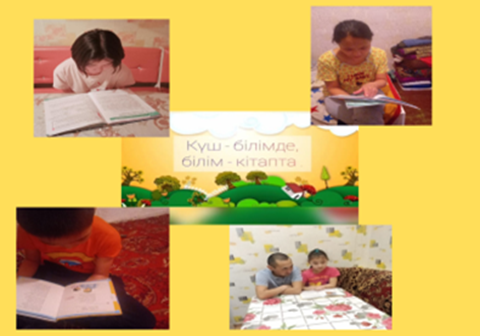 Күш - білімде,
білім - кітапта .